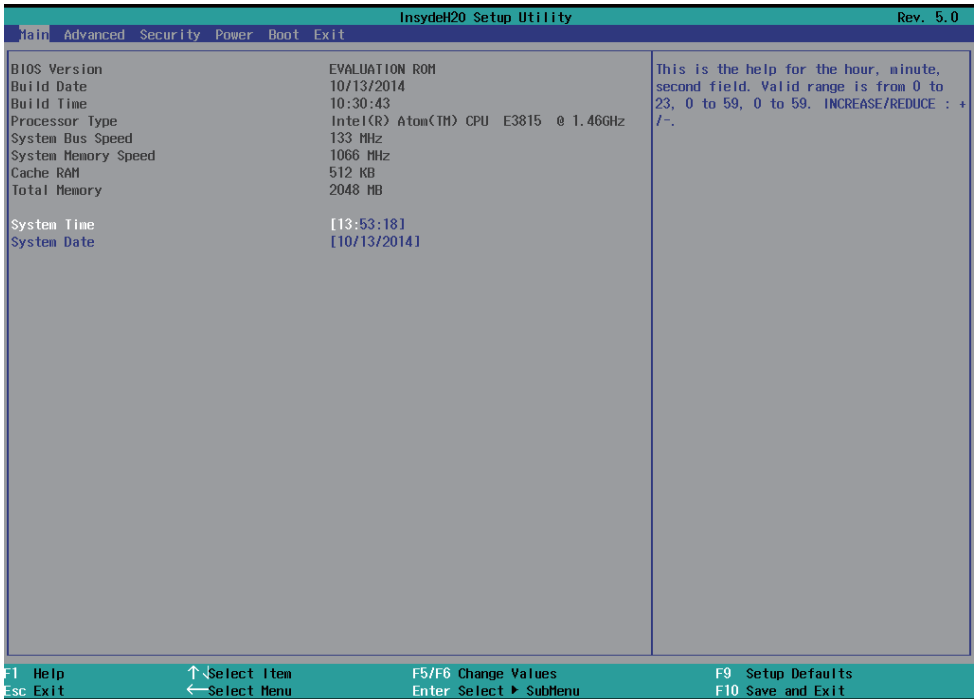 InsydeH20 Setup Utility Rev. 5.0
Main Advanced Security Power Boot Exit
BIOS Version EVALUATION ROM
Build Date 10/13/2014
Build Time 10:30:43
Processor Type Intel(R) Atom(TM) CPU E3815 @ 1.46GHz
System Bus Speed 133 MHz
System Memory Speed 1066 MHz
Cache RAM 512 KB
Total Memory 2048 MB
System Time [13:53:18]
System Date [10/13/2014]
This is the help for the hour, minute,
second field. Valid range is from 0 to
23, 0 to 59, 0 to 59. INCREASE/REDUCE : +
/-.
F1 Help ↑↓Select Item F5/F6 Change Values F9 Setup Defaults
Esc Exit ←Select Menu Enter Select ▶ SubMenu F10 Save and Exit